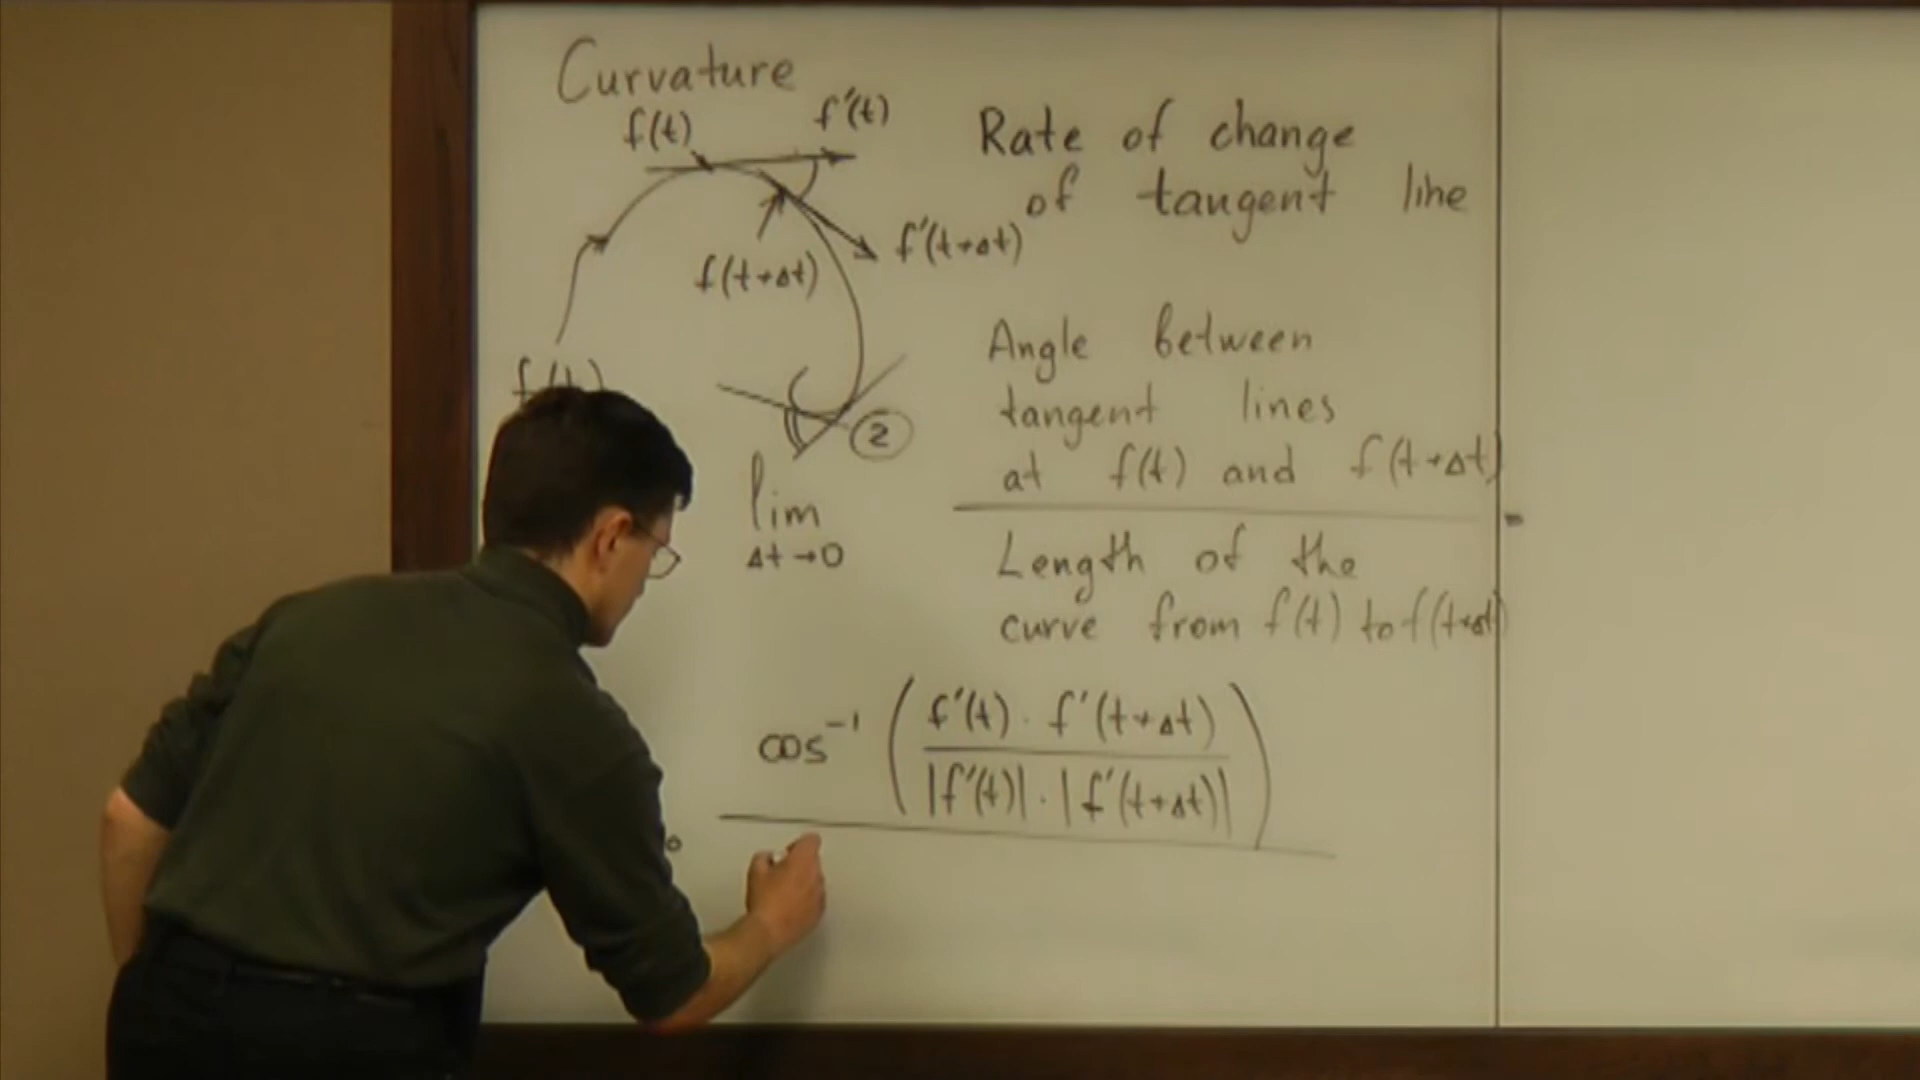 Curvature
f(t)
f'(t)
f(t+Δt)
f'(t+Δt)
f(t)
2
Rate of change
of tangent line
lim
Δt→0
Angle between
tangent lines
at f(t) and f(t+Δt)
=
Length of the
curve from f(t) to f(t+Δt)
cos⁻¹ (
f'(t) · f'(t+Δt)
|f'(t)| · |f'(t+Δt)|
)